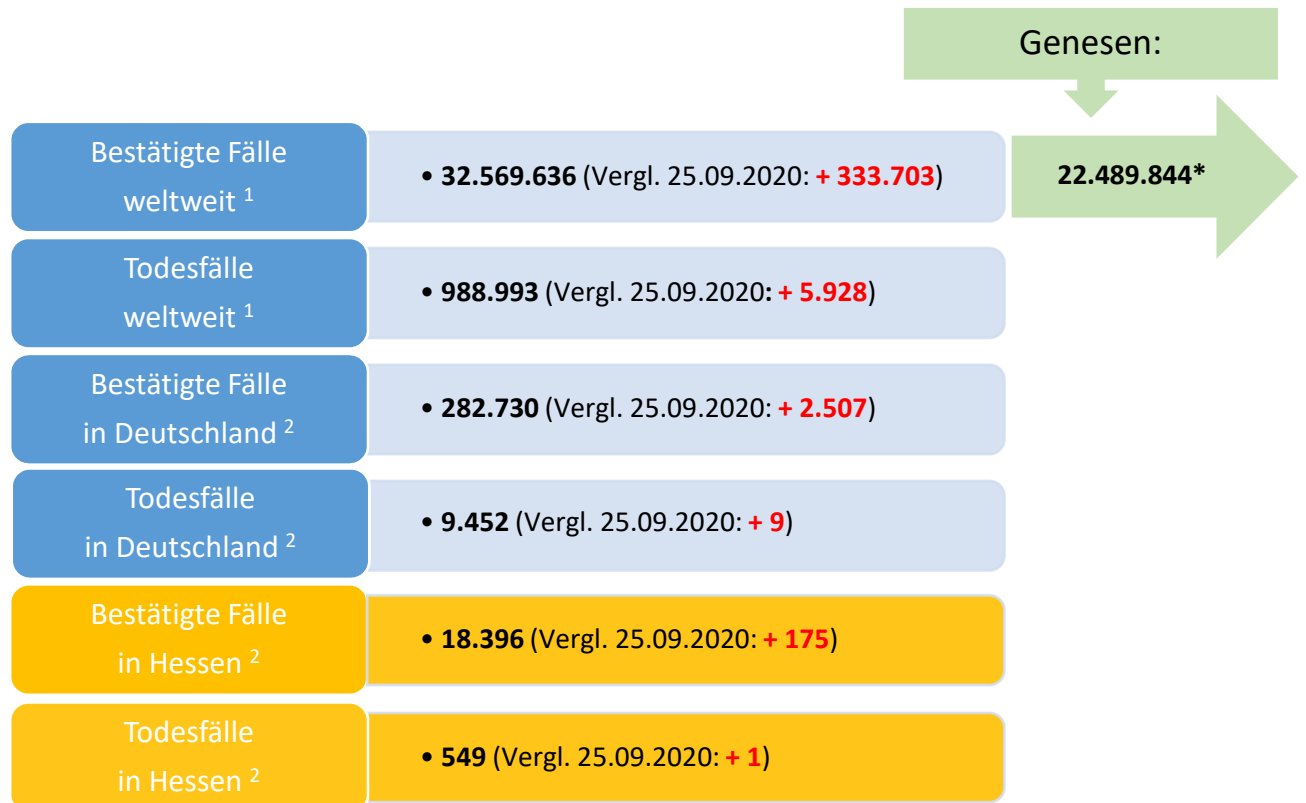 Genesen:
Bestätigte Fälle
weltweit ¹
• 32.569.636 (Vergl. 25.09.2020: + 333.703)
22.489.844*
Todesfälle
weltweit ¹
• 988.993 (Vergl. 25.09.2020: + 5.928)
Bestätigte Fälle
in Deutschland ²
• 282.730 (Vergl. 25.09.2020: + 2.507)
Todesfälle
in Deutschland ²
• 9.452 (Vergl. 25.09.2020: + 9)
Bestätigte Fälle
in Hessen ²
• 18.396 (Vergl. 25.09.2020: + 175)
Todesfälle
in Hessen ²
• 549 (Vergl. 25.09.2020: + 1)